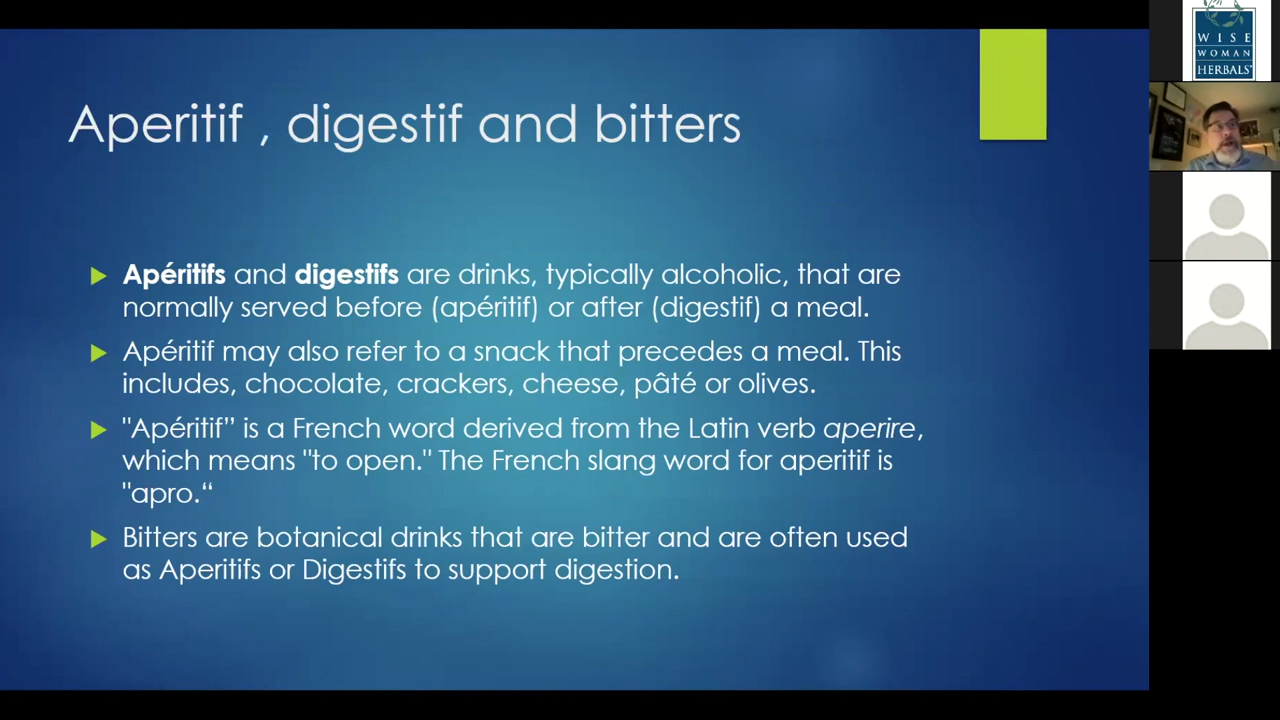 Aperitif , digestif and bitters
Apéritifs and digestifs are drinks, typically alcoholic, that are
normally served before (apéritif) or after (digestif) a meal.
Apéritif may also refer to a snack that precedes a meal. This
includes, chocolate, crackers, cheese, pâté or olives.
"Apéritif” is a French word derived from the Latin verb aperire,
which means "to open." The French slang word for aperitif is
"apro.“
Bitters are botanical drinks that are bitter and are often used
as Aperitifs or Digestifs to support digestion.
WISE
WOMAN
HERBALS®